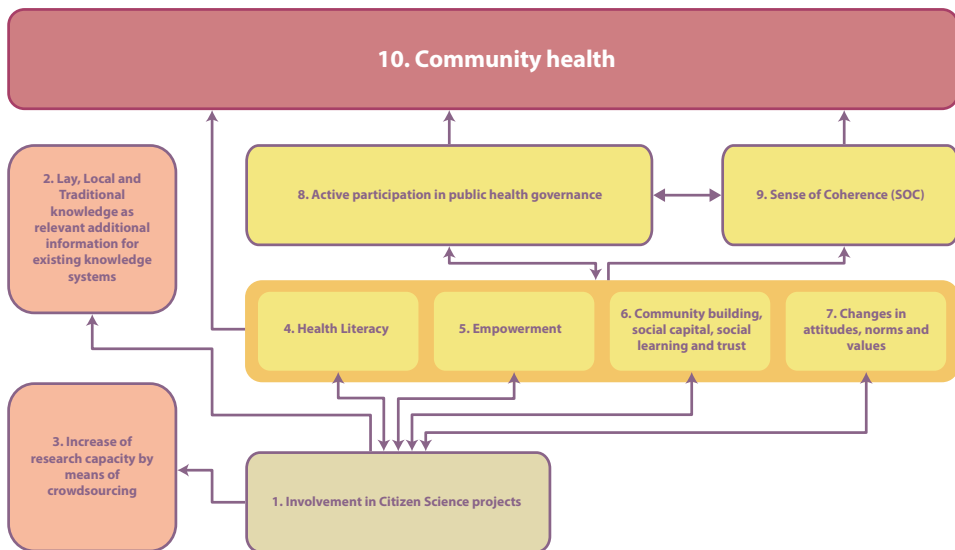 10. Community health
2. Lay, Local and
Traditional
knowledge as
relevant additional
information for
existing knowledge
systems
8. Active participation in public health governance
9. Sense of Coherence (SOC)
4. Health Literacy
5. Empowerment
6. Community building,
social capital, social
learning and trust
7. Changes in
attitudes, norms and
values
3. Increase of
research capacity by
means of
crowdsourcing
1. Involvement in Citizen Science projects